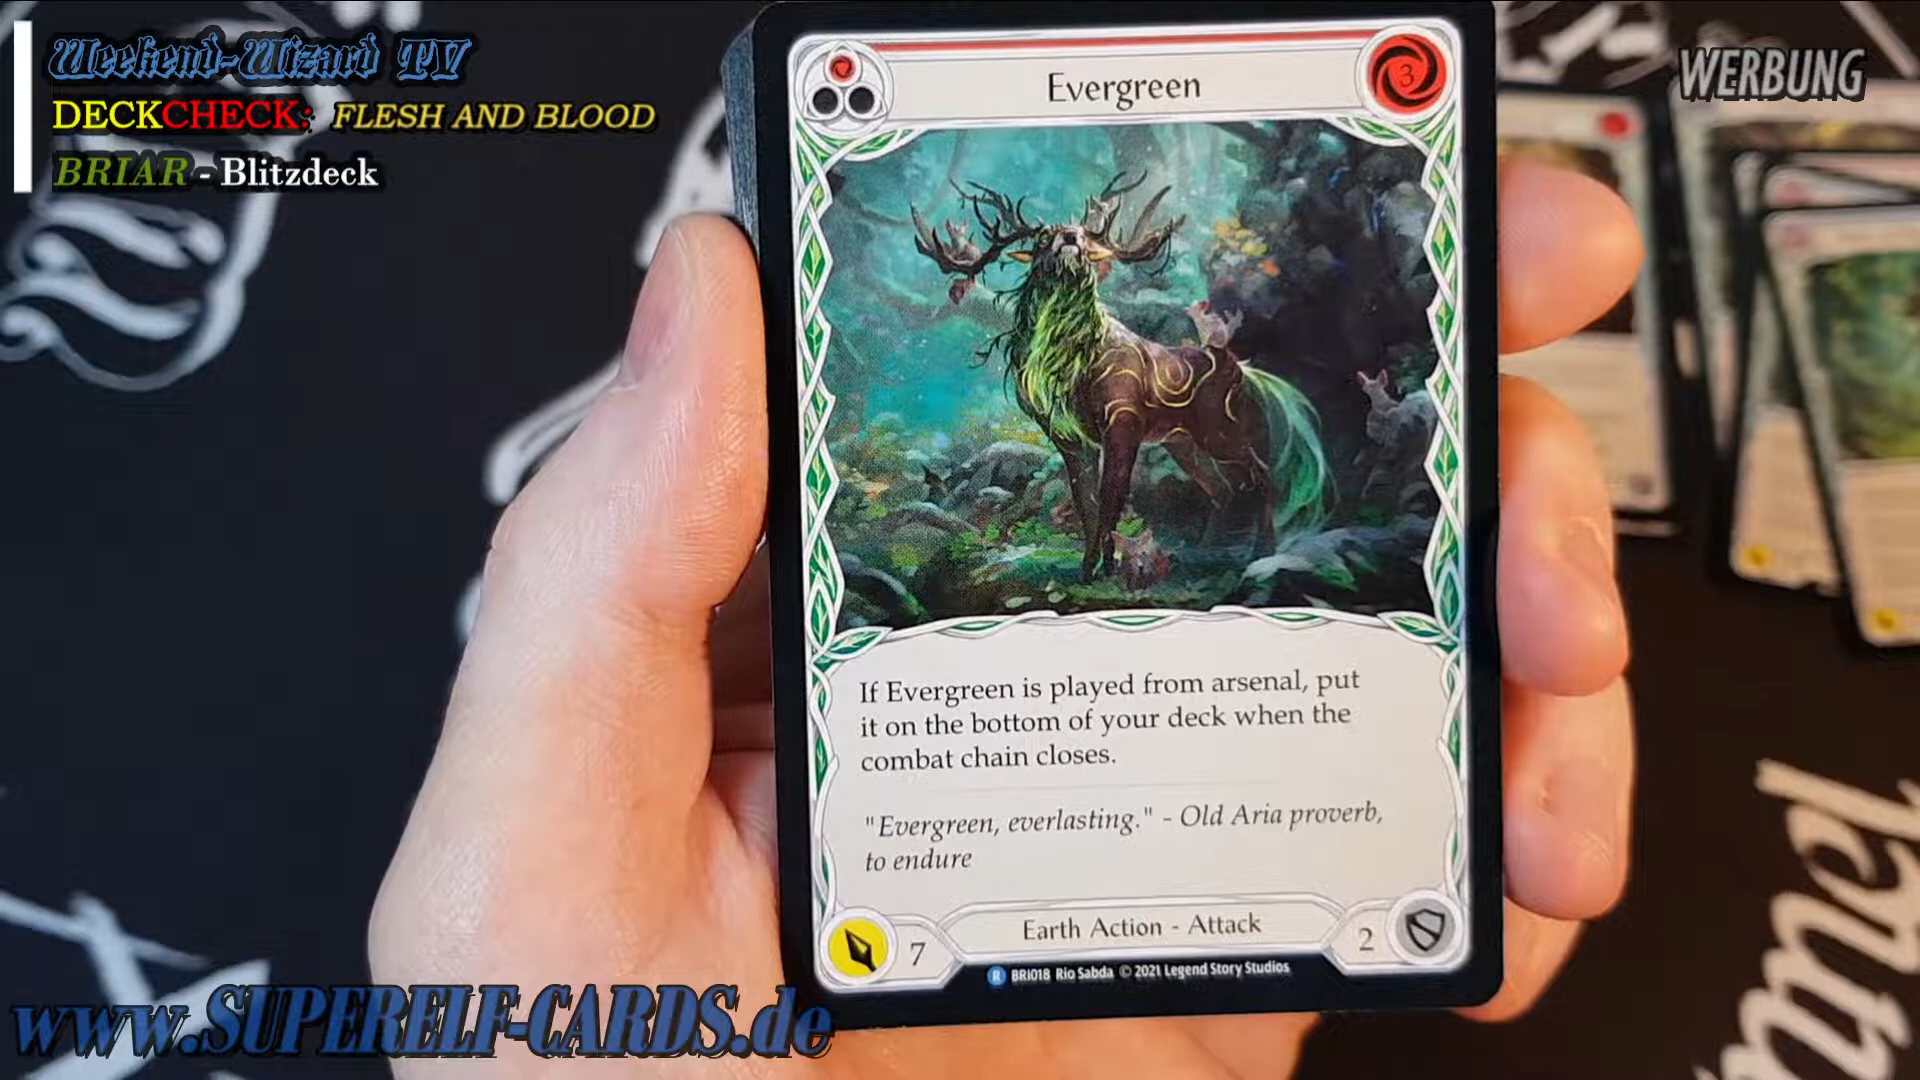 Weekend-Wizard TV
DECKCHECK: FLESH AND BLOOD
BRIAR - Blitzdeck
WERBUNG
Evergreen
3
If Evergreen is played from arsenal, put
it on the bottom of your deck when the
combat chain closes.
"Evergreen, everlasting." - Old Aria proverb,
to endure
7
Earth Action - Attack
2
R BRI018 Rio Sabda © 2021 Legend Story Studios
www.SUPERELF-CARDS.de